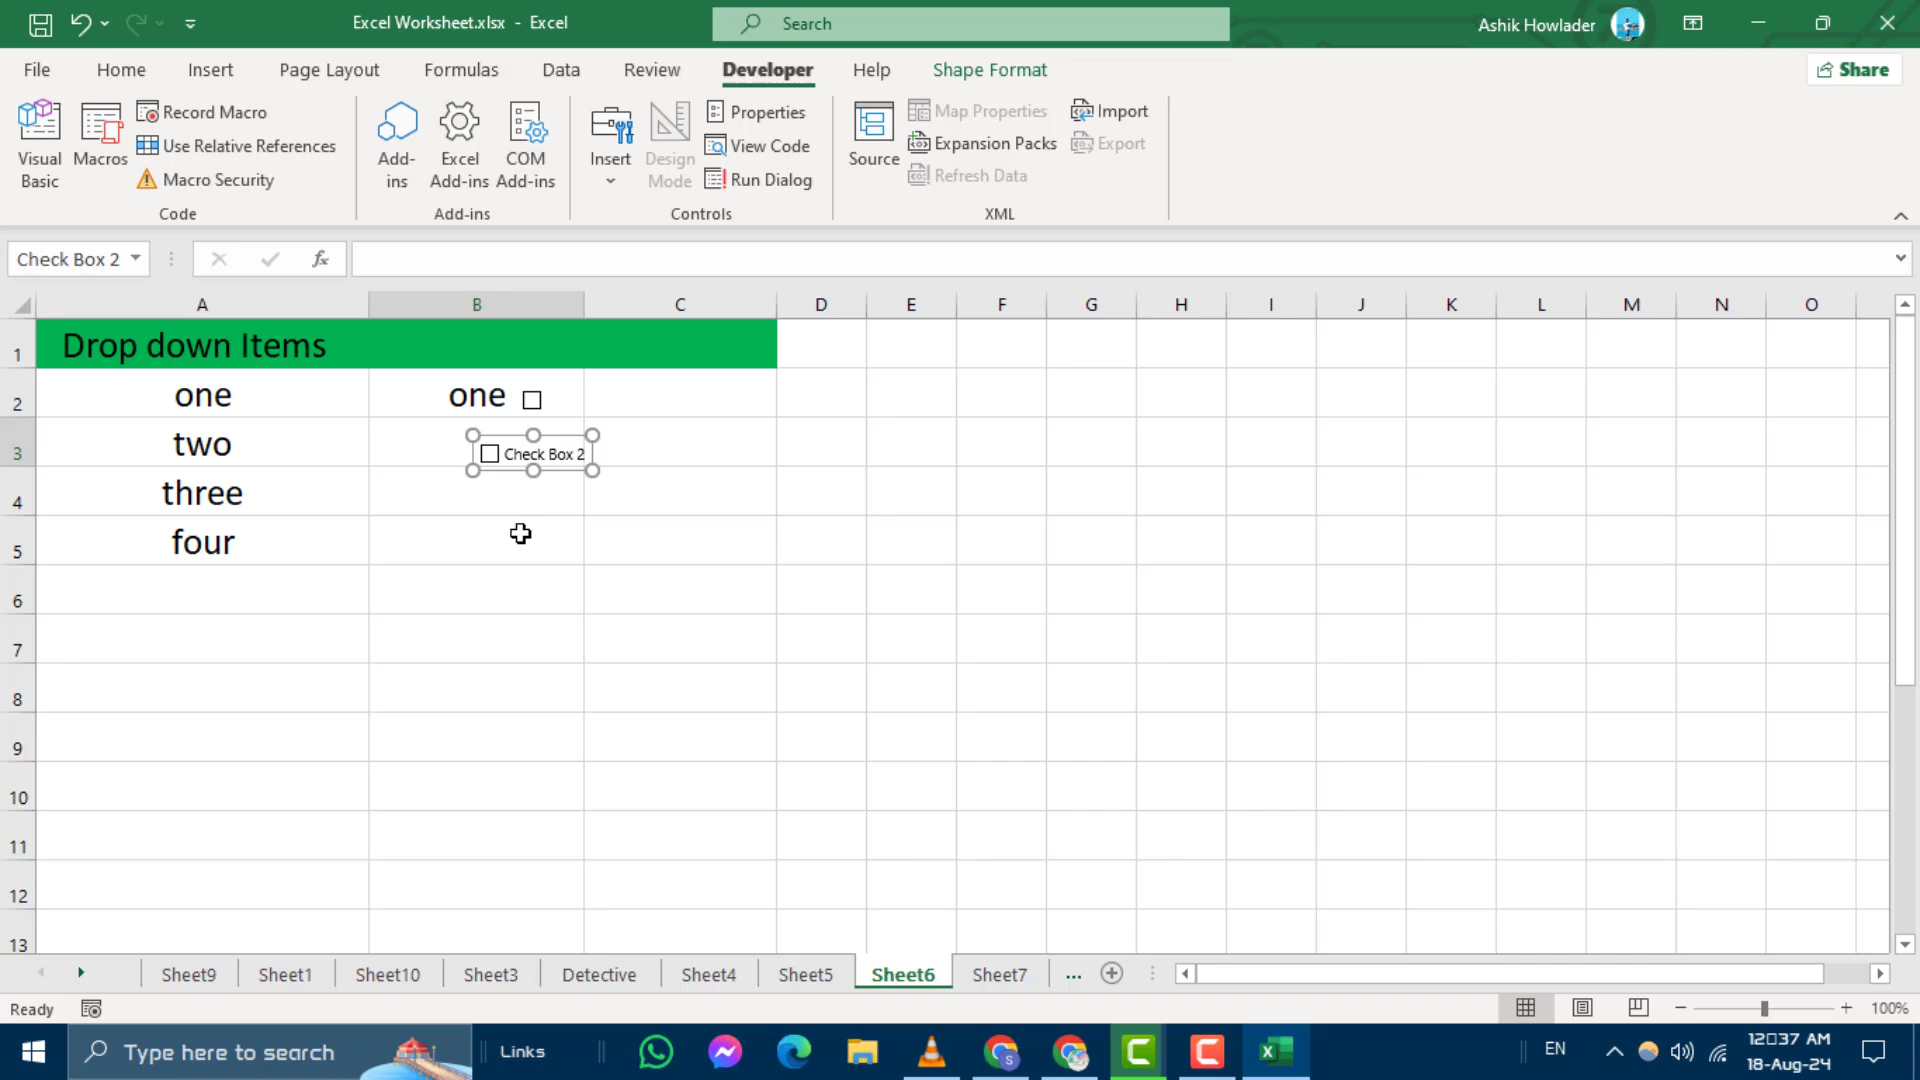 Excel Worksheet.xlsx - Excel
Search
Ashik Howlader
File Home Insert Page Layout Formulas Data Review Developer Help Shape Format
Share
Visual Basic
Macros
Record Macro
Use Relative References
Macro Security
Code
Add-ins
Excel Add-ins
COM Add-ins
Add-ins
Insert
Design Mode
Properties
View Code
Run Dialog
Controls
Source
Map Properties
Expansion Packs
Refresh Data
Import
Export
XML
Check Box 2
fx
A B C D E F G H I J K L M N O
1 Drop down Items
2 one one
3 two Check Box 2
4 three
5 four
6
7
8
9
10
11
12
13
Sheet9 Sheet1 Sheet10 Sheet3 Detective Sheet4 Sheet5 Sheet6 Sheet7 ...
Ready
100%
Type here to search
Links
EN
12:37 AM
18-Aug-24